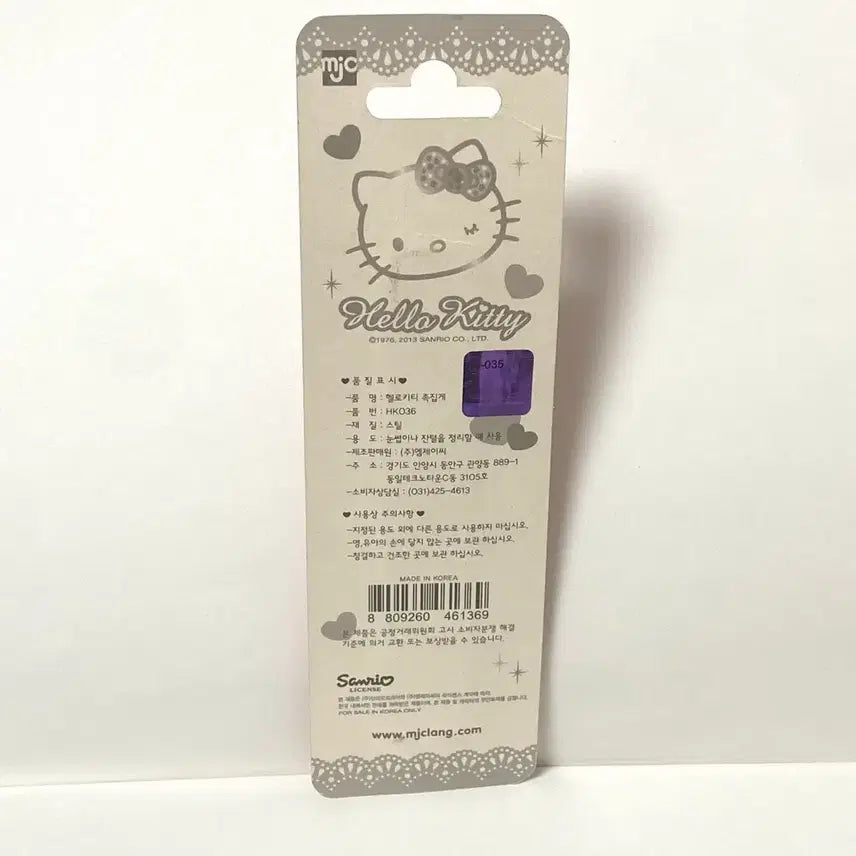 mjc
Hello Kitty
©1976, 2013 SANRIO CO., LTD.
-035
♥품 질 표 시♥
-품 명 : 헬로키티 족집게
-품 번 : HK036
-재 질 : 스틸
-용 도 : 눈썹이나 잔털을 정리할 때 사용
-제조판매원 : (주)엠제이씨
-주 소 : 경기도 안양시 동안구 관양동 889-1
동일테크노타운C동 3105호
-소비자상담실 : (031)425-4613
♥사용상 주의사항♥
-지정된 용도 외에 다른 용도로 사용하지 마십시오.
-영,유아의 손에 닿지 않는 곳에 보관 하십시오.
-청결하고 건조한 곳에 보관 하십시오.
MADE IN KOREA
8 809260 461369
본 제품은 공정거래위원회 고시 소비자분쟁 해결
기준에 의거 교환 또는 보상받을 수 있습니다.
Sanrio
LICENSE
FOR SALE IN KOREA ONLY
www.mjclang.com